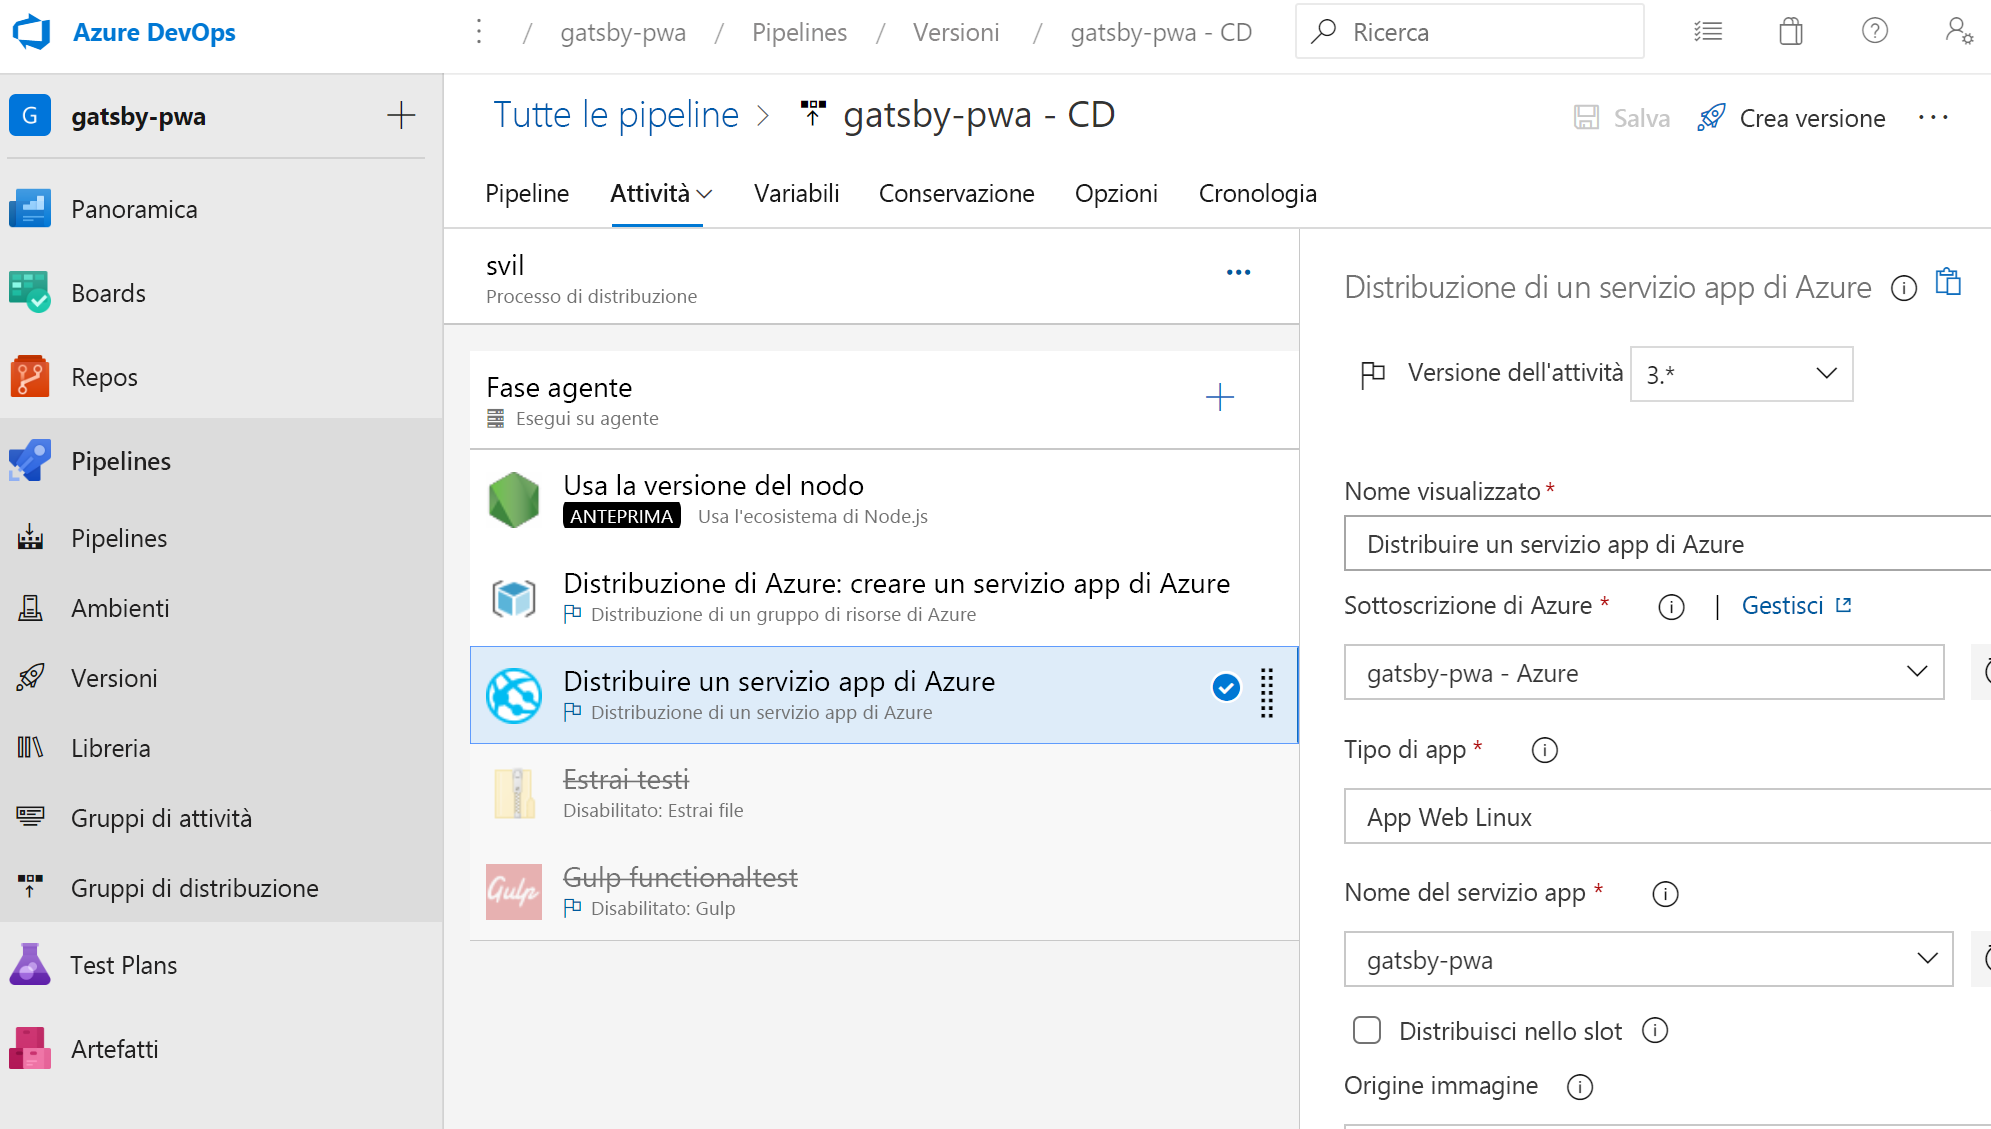 Azure DevOps
/ gatsby-pwa / Pipelines / Versioni / gatsby-pwa - CD
Ricerca
G gatsby-pwa
Panoramica
Boards
Repos
Pipelines
Pipelines
Ambienti
Versioni
Libreria
Gruppi di attività
Gruppi di distribuzione
Test Plans
Artefatti
Tutte le pipeline > gatsby-pwa - CD
Salva
Crea versione
Pipeline Attività Variabili Conservazione Opzioni Cronologia
svil
Processo di distribuzione
Fase agente
Esegui su agente
Usa la versione del nodo
ANTEPRIMA Usa l'ecosistema di Node.js
Distribuzione di Azure: creare un servizio app di Azure
Distribuzione di un gruppo di risorse di Azure
Distribuire un servizio app di Azure
Distribuzione di un servizio app di Azure
Estrai testi
Disabilitato: Estrai file
Gulp
Gulp functionaltest
Disabilitato: Gulp
Distribuzione di un servizio app di Azure
Versione dell'attività 3.*
Nome visualizzato *
Distribuire un servizio app di Azure
Sottoscrizione di Azure * | Gestisci
gatsby-pwa - Azure
Tipo di app *
App Web Linux
Nome del servizio app *
gatsby-pwa
Distribuisci nello slot
Origine immagine